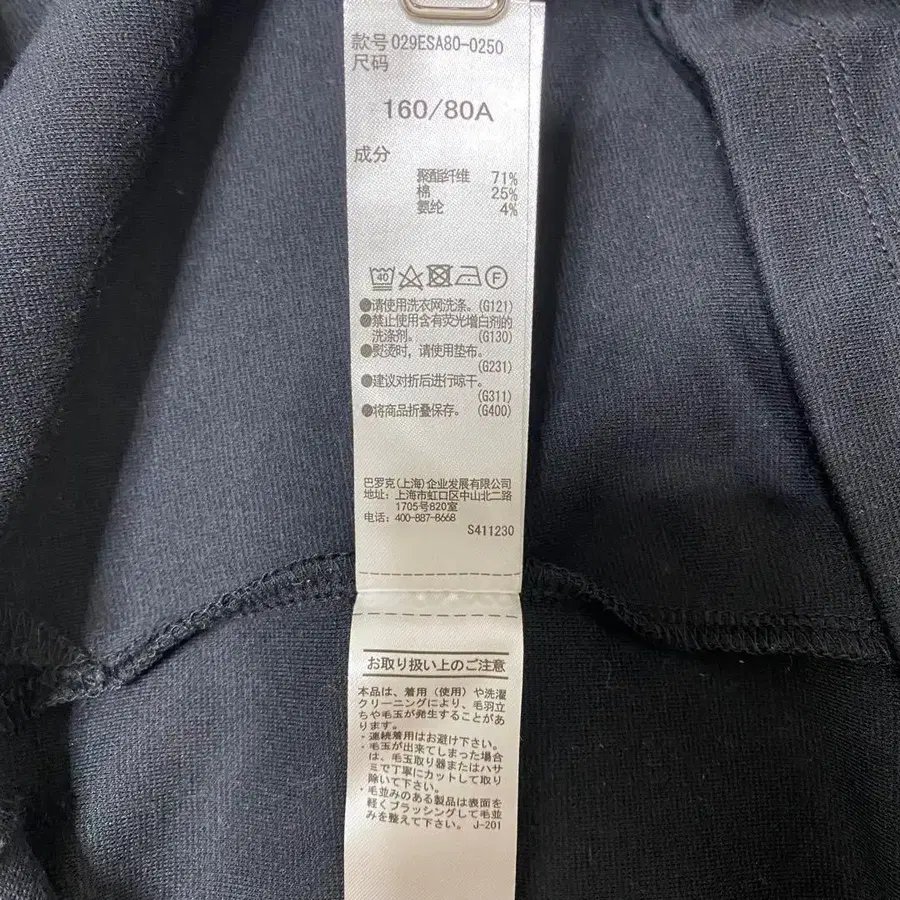 款号 029ESA80-0250
尺码
160/80A
成分
聚酯纤维 71%
棉 25%
氨纶 4%
40 F
●请使用洗衣网洗涤。(G121)
●禁止使用含有荧光增白剂的
洗涤剂。 (G130)
●熨烫时，请使用垫布。
(G231)
●建议对折后进行晾干。
(G311)
●将商品折叠保存。 (G400)
巴罗克(上海)企业发展有限公司
地址: 上海市虹口区中山北二路
1705号820室
电话: 400-887-8668
S411230
お取り扱い上のご注意
本品は、着用（使用）や洗濯
クリーニングにより、毛羽立
ちや毛玉が発生することがあ
ります。
・連続着用はお避け下さい。
・毛玉が出来てしまった場合
は、毛玉取り器またはハサ
ミで丁寧にカットして取り
除いて下さい。
・毛並みのある製品は表面を
軽くブラッシングして毛並
みを整えて下さい。 J-201